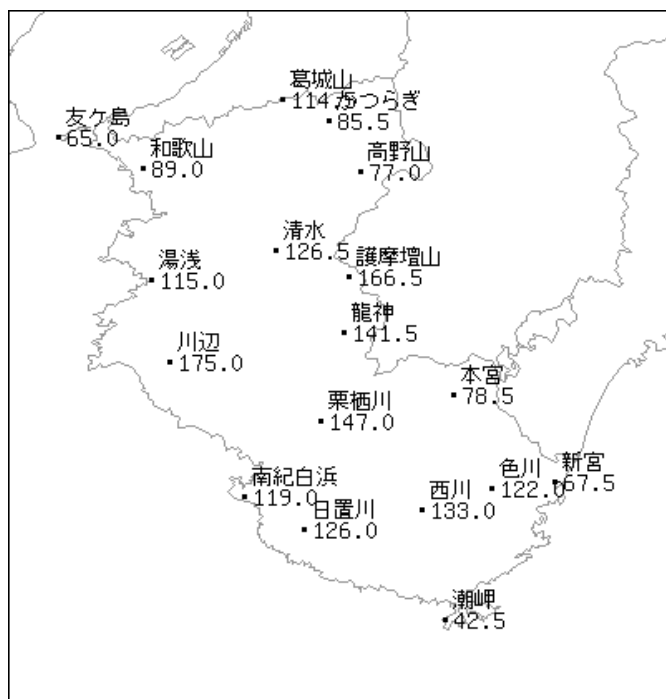 葛城山
114.5
かつらぎ
85.5
友ケ島
65.0
和歌山
89.0
高野山
77.0
清水
126.5
護摩壇山
166.5
湯浅
115.0
龍神
141.5
川辺
175.0
本宮
78.5
栗栖川
147.0
新宮
67.5
色川
122.0
南紀白浜
119.0
西川
133.0
日置川
126.0
潮岬
42.5